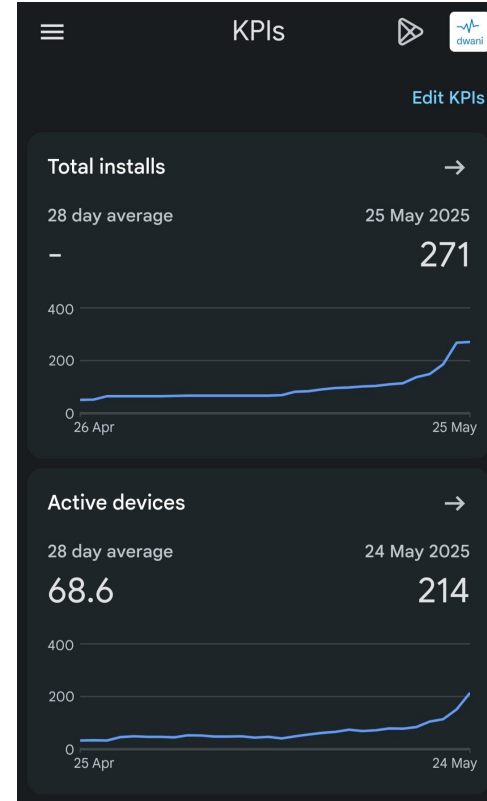 KPIs
dwani
Edit KPIs
Total installs
28 day average 25 May 2025
- 271
400
200
0
26 Apr 25 May
Active devices
28 day average 24 May 2025
68.6 214
400
200
0
25 Apr 24 May